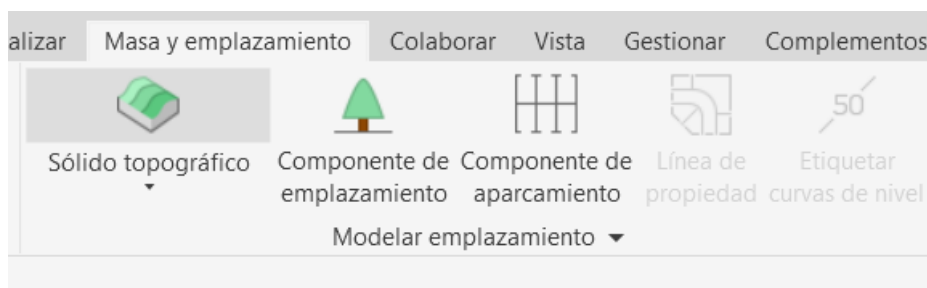 alizar Masa y emplazamiento Colaborar Vista Gestionar Complementos
50
Sólido topográfico Componente de Componente de Línea de Etiquetar
emplazamiento aparcamiento propiedad curvas de nivel
Modelar emplazamiento